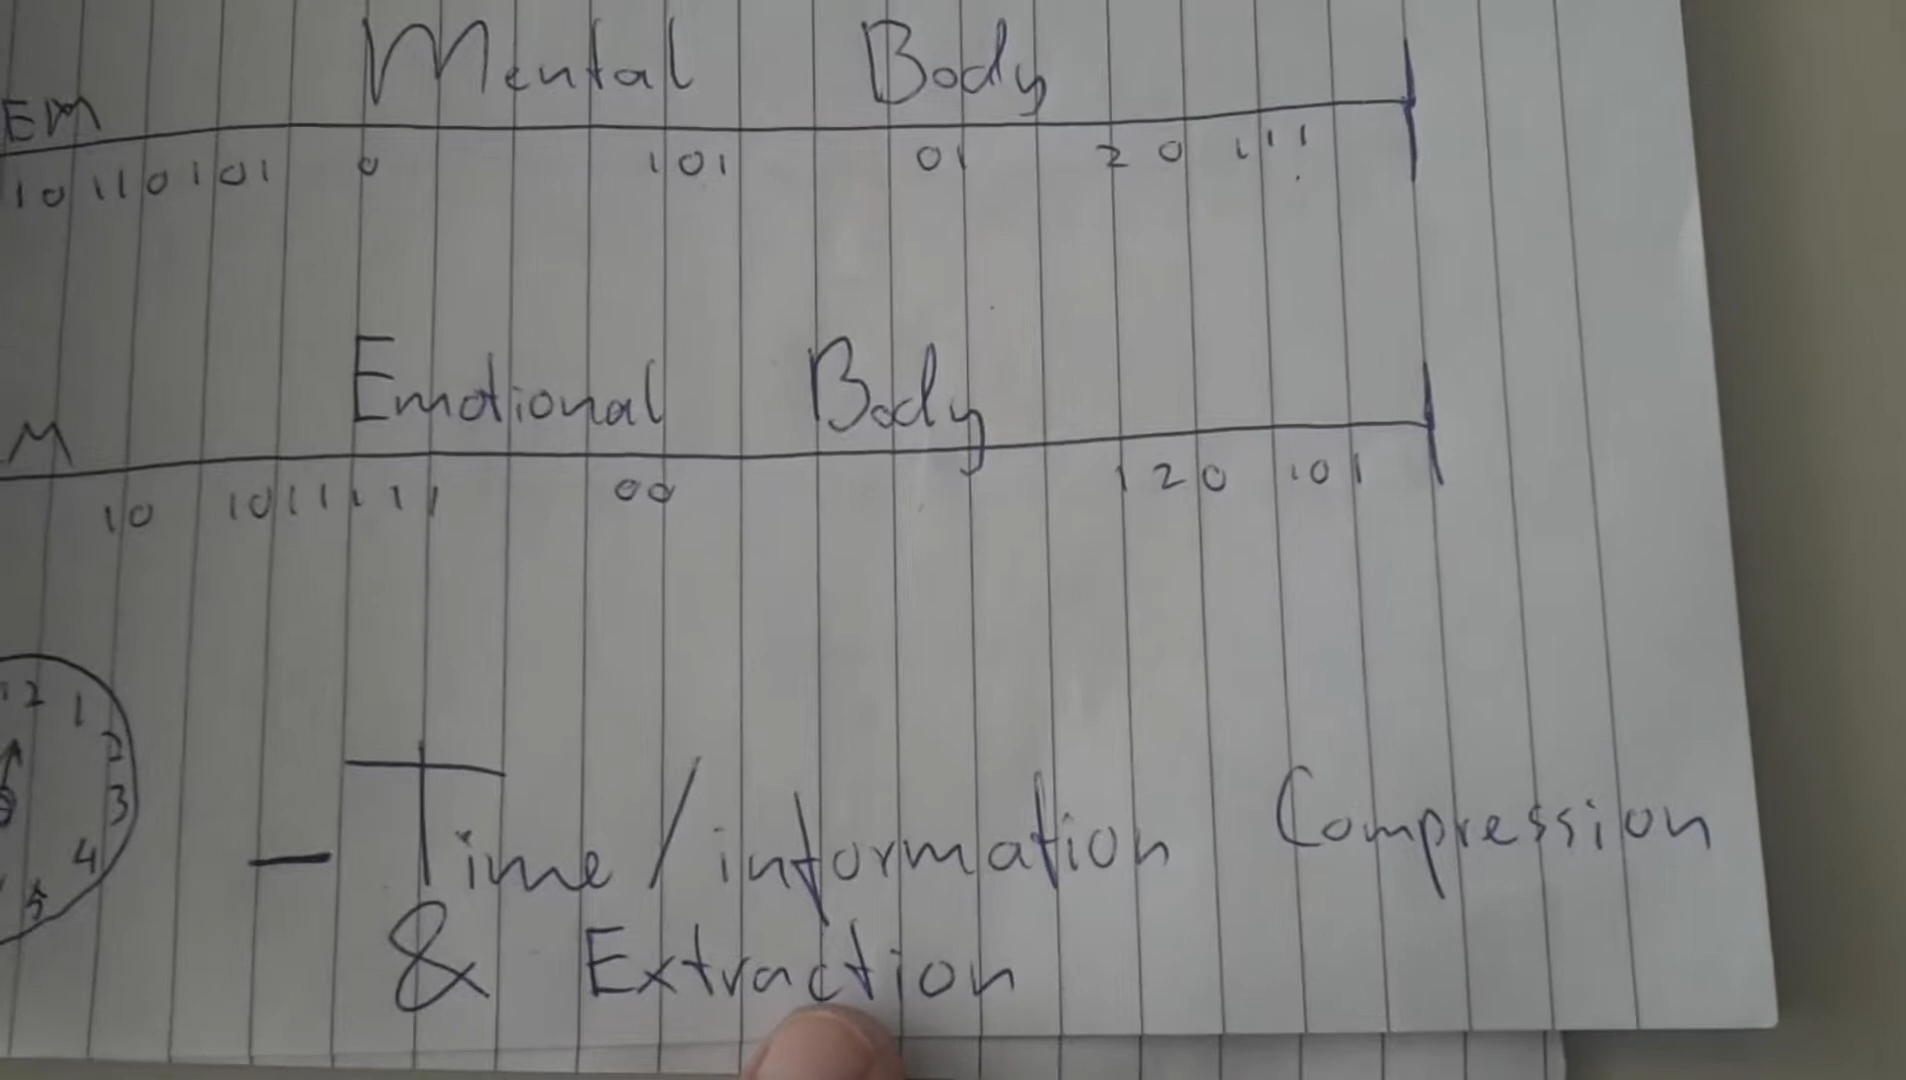 Mental Body
EM
10110101 0 101 01 20 111
Emotional Body
M
10 1011111 00 120 101
12 1
2
3
4
5
- Time/information Compression
& Extraction